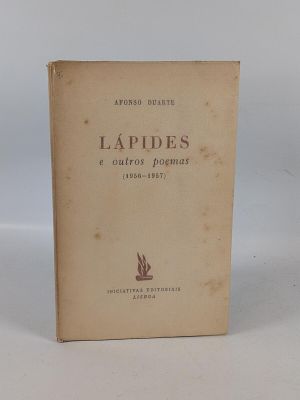 AFONSO DUARTE
LÁPIDES
e outros poemas
(1956-1957)
INICIATIVAS EDITORIAIS
LISBOA